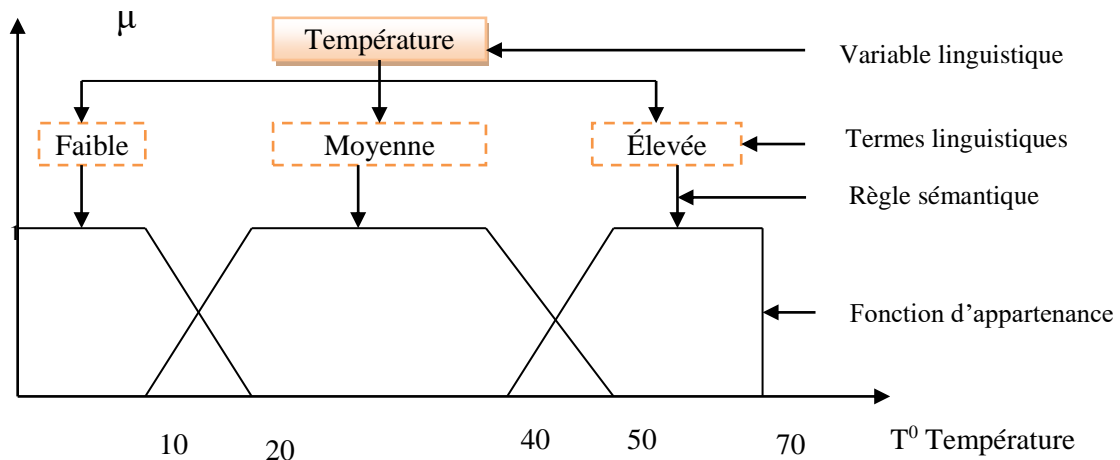 µ
Température
Variable linguistique
Faible
Moyenne
Élevée
Termes linguistiques
Règle sémantique
1
Fonction d’appartenance
10
20
40
50
70
T⁰ Température